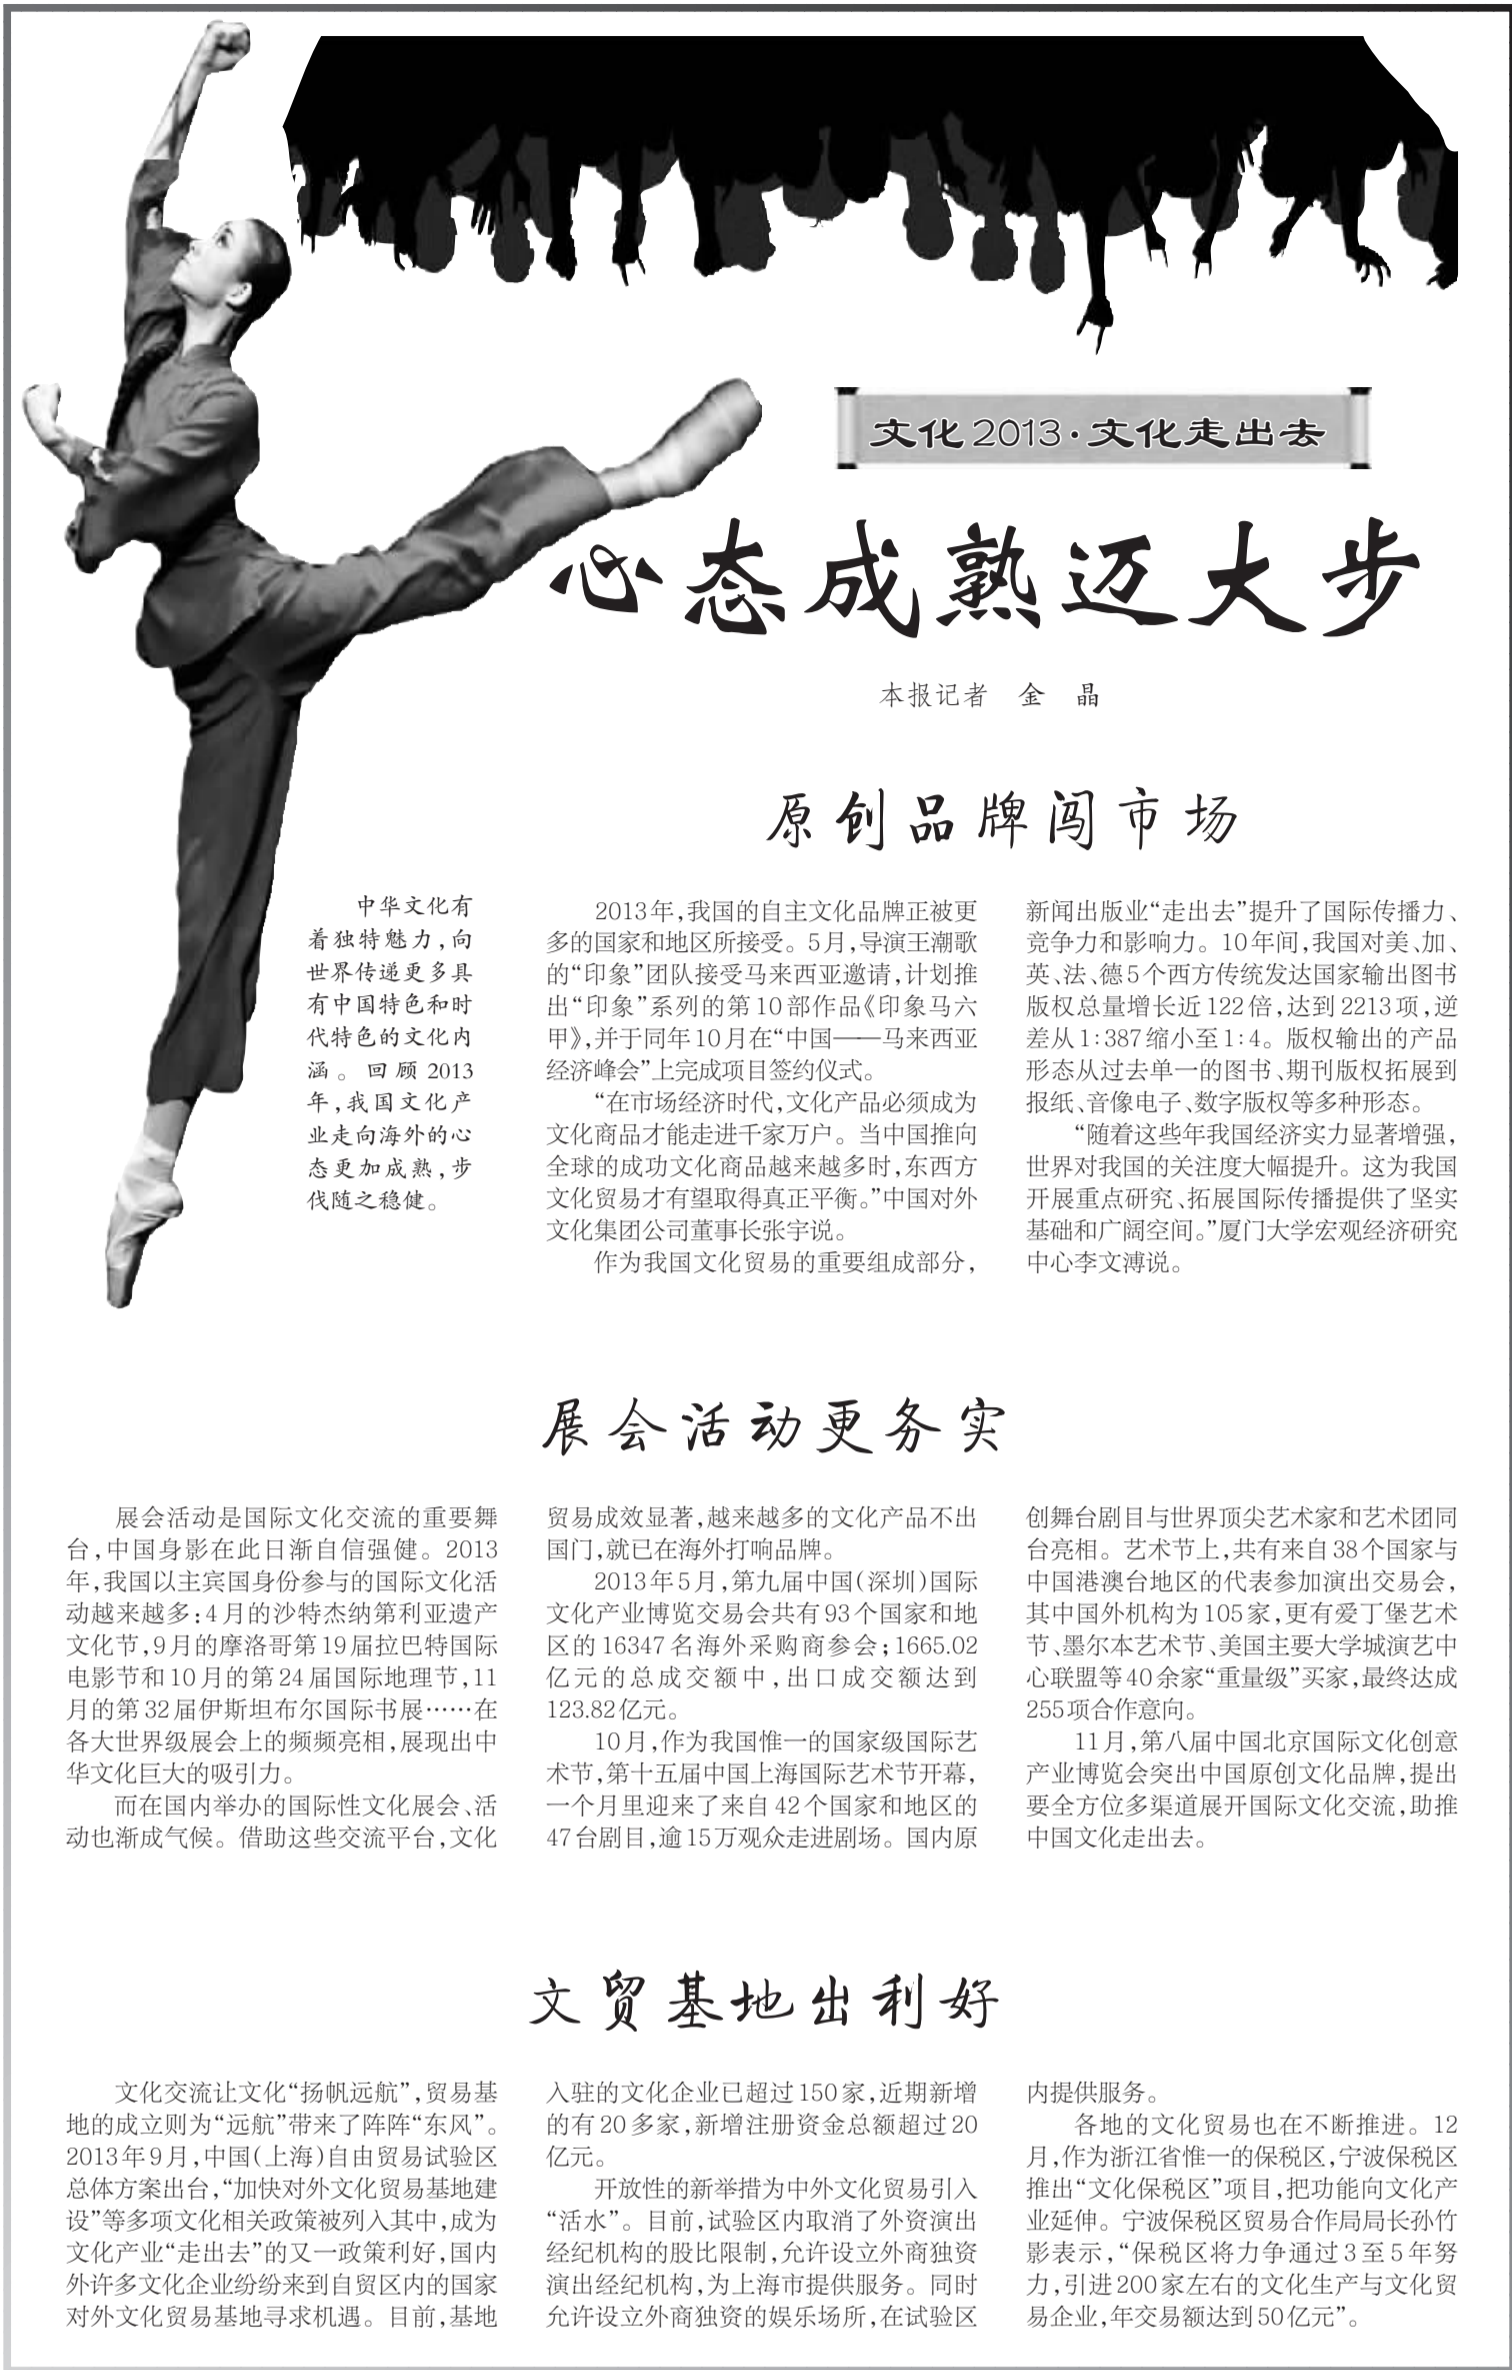 文化2013·文化走出去
心态成熟迈大步
本报记者 金 晶
中华文化有
着独特魅力,向
世界传递更多具
有中国特色和时
代特色的文化内
涵。回顾2013
年,我国文化产
业走向海外的心
态更加成熟,步
伐随之稳健。
原创品牌闯市场
2013年,我国的自主文化品牌正被更
多的国家和地区所接受。5月,导演王潮歌
的“印象”团队接受马来西亚邀请,计划推
出“印象”系列的第10部作品《印象马六
甲》,并于同年10月在“中国——马来西亚
经济峰会”上完成项目签约仪式。
“在市场经济时代,文化产品必须成为
文化商品才能走进千家万户。当中国推向
全球的成功文化商品越来越多时,东西方
文化贸易才有望取得真正平衡。”中国对外
文化集团公司董事长张宇说。
作为我国文化贸易的重要组成部分,
新闻出版业“走出去”提升了国际传播力、
竞争力和影响力。10年间,我国对美、加、
英、法、德5个西方传统发达国家输出图书
版权总量增长近122倍,达到2213项,逆
差从1:387缩小至1:4。版权输出的产品
形态从过去单一的图书、期刊版权拓展到
报纸、音像电子、数字版权等多种形态。
“随着这些年我国经济实力显著增强,
世界对我国的关注度大幅提升。这为我国
开展重点研究、拓展国际传播提供了坚实
基础和广阔空间。”厦门大学宏观经济研究
中心李文溥说。
展会活动更务实
展会活动是国际文化交流的重要舞
台,中国身影在此日渐自信强健。2013
年,我国以主宾国身份参与的国际文化活
动越来越多:4月的沙特杰纳第利亚遗产
文化节,9月的摩洛哥第19届拉巴特国际
电影节和10月的第24届国际地理节,11
月的第32届伊斯坦布尔国际书展……在
各大世界级展会上的频频亮相,展现出中
华文化巨大的吸引力。
而在国内举办的国际性文化展会、活
动也渐成气候。借助这些交流平台,文化
贸易成效显著,越来越多的文化产品不出
国门,就已在海外打响品牌。
2013年5月,第九届中国(深圳)国际
文化产业博览交易会共有93个国家和地
区的16347名海外采购商参会;1665.02
亿元的总成交额中,出口成交额达到
123.82亿元。
10月,作为我国惟一的国家级国际艺
术节,第十五届中国上海国际艺术节开幕,
一个月里迎来了来自42个国家和地区的
47台剧目,逾15万观众走进剧场。国内原
创舞台剧目与世界顶尖艺术家和艺术团同
台亮相。艺术节上,共有来自38个国家与
中国港澳台地区的代表参加演出交易会,
其中国外机构为105家,更有爱丁堡艺术
节、墨尔本艺术节、美国主要大学城演艺中
心联盟等40余家“重量级”买家,最终达成
255项合作意向。
11月,第八届中国北京国际文化创意
产业博览会突出中国原创文化品牌,提出
要全方位多渠道展开国际文化交流,助推
中国文化走出去。
文贸基地出利好
文化交流让文化“扬帆远航”,贸易基
地的成立则为“远航”带来了阵阵“东风”。
2013年9月,中国(上海)自由贸易试验区
总体方案出台,“加快对外文化贸易基地建
设”等多项文化相关政策被列入其中,成为
文化产业“走出去”的又一政策利好,国内
外许多文化企业纷纷来到自贸区内的国家
对外文化贸易基地寻求机遇。目前,基地
入驻的文化企业已超过150家,近期新增
的有20多家,新增注册资金总额超过20
亿元。
开放性的新举措为中外文化贸易引入
“活水”。目前,试验区内取消了外资演出
经纪机构的股比限制,允许设立外商独资
演出经纪机构,为上海市提供服务。同时
允许设立外商独资的娱乐场所,在试验区
内提供服务。
各地的文化贸易也在不断推进。12
月,作为浙江省惟一的保税区,宁波保税区
推出“文化保税区”项目,把功能向文化产
业延伸。宁波保税区贸易合作局局长孙竹
影表示,“保税区将力争通过3至5年努
力,引进200家左右的文化生产与文化贸
易企业,年交易额达到50亿元”。